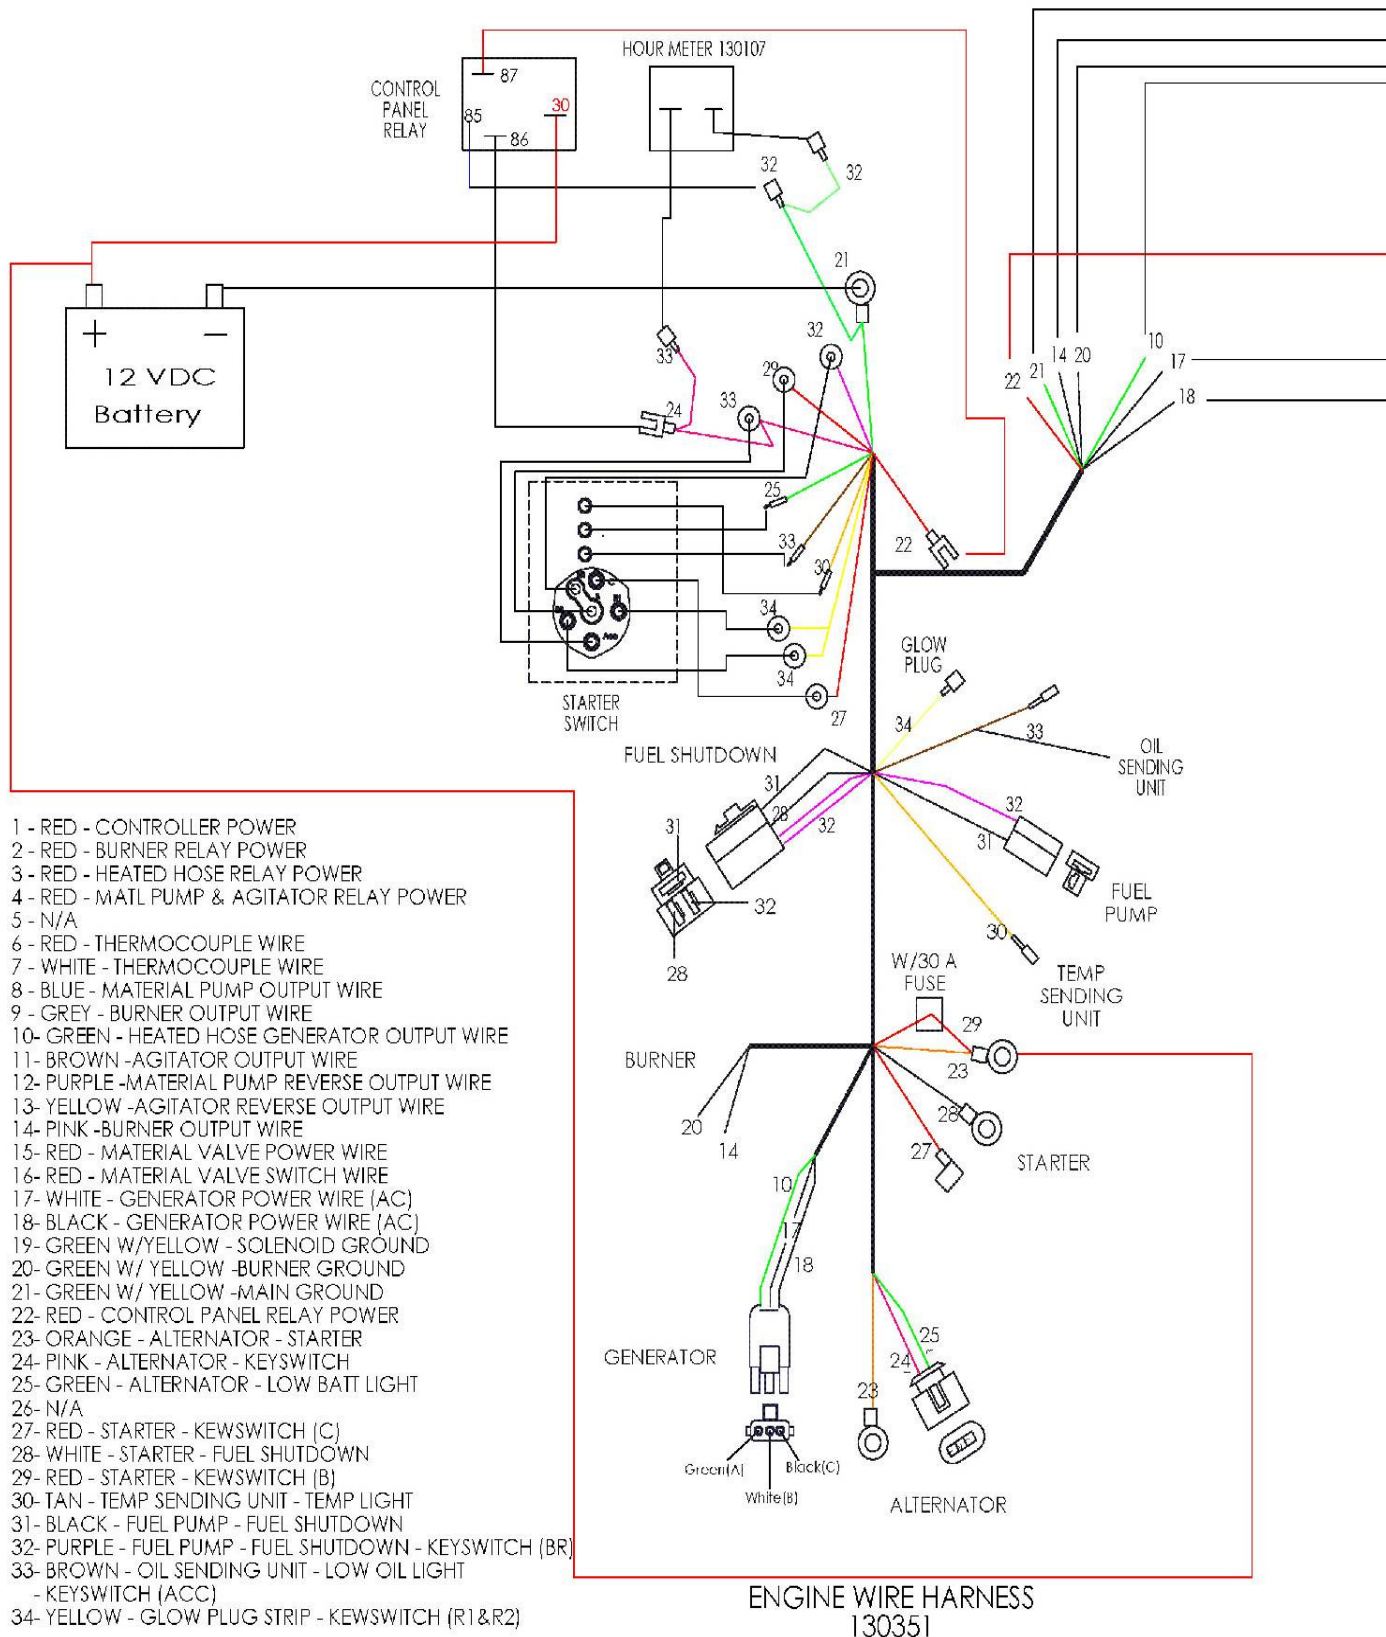 HOUR METER 130107
87
CONTROL
PANEL
RELAY
30
85
86
32
32
21
12 VDC
Battery
33
24
33
29
32
25
33
30
34
34
27
22
STARTER
SWITCH
22
21
14
20
10
17
18
GLOW
PLUG
34
33
OIL
SENDING
UNIT
FUEL SHUTDOWN
31
28
32
31
32
28
32
31
FUEL
PUMP
30
TEMP
SENDING
UNIT
W/30 A
FUSE
29
23
28
27
STARTER
BURNER
20
14
10
17
18
GENERATOR
Green(A)
Black(C)
White(B)
23
24
25
ALTERNATOR
1 - RED - CONTROLLER POWER
2 - RED - BURNER RELAY POWER
3 - RED - HEATED HOSE RELAY POWER
4 - RED - MATL PUMP & AGITATOR RELAY POWER
5 - N/A
6 - RED - THERMOCOUPLE WIRE
7 - WHITE - THERMOCOUPLE WIRE
8 - BLUE - MATERIAL PUMP OUTPUT WIRE
9 - GREY - BURNER OUTPUT WIRE
10- GREEN - HEATED HOSE GENERATOR OUTPUT WIRE
11- BROWN -AGITATOR OUTPUT WIRE
12- PURPLE -MATERIAL PUMP REVERSE OUTPUT WIRE
13- YELLOW -AGITATOR REVERSE OUTPUT WIRE
14- PINK -BURNER OUTPUT WIRE
15- RED - MATERIAL VALVE POWER WIRE
16- RED - MATERIAL VALVE SWITCH WIRE
17- WHITE - GENERATOR POWER WIRE (AC)
18- BLACK - GENERATOR POWER WIRE (AC)
19- GREEN W/YELLOW - SOLENOID GROUND
20- GREEN W/ YELLOW -BURNER GROUND
21- GREEN W/ YELLOW -MAIN GROUND
22- RED - CONTROL PANEL RELAY POWER
23- ORANGE - ALTERNATOR - STARTER
24- PINK - ALTERNATOR - KEYSWITCH
25- GREEN - ALTERNATOR - LOW BATT LIGHT
26- N/A
27- RED - STARTER - KEWSWITCH (C)
28- WHITE - STARTER - FUEL SHUTDOWN
29- RED - STARTER - KEWSWITCH (B)
30- TAN - TEMP SENDING UNIT - TEMP LIGHT
31- BLACK - FUEL PUMP - FUEL SHUTDOWN
32- PURPLE - FUEL PUMP - FUEL SHUTDOWN - KEYSWITCH (BR)
33- BROWN - OIL SENDING UNIT - LOW OIL LIGHT
- KEYSWITCH (ACC)
34- YELLOW - GLOW PLUG STRIP - KEWSWITCH (R1&R2)
ENGINE WIRE HARNESS
130351